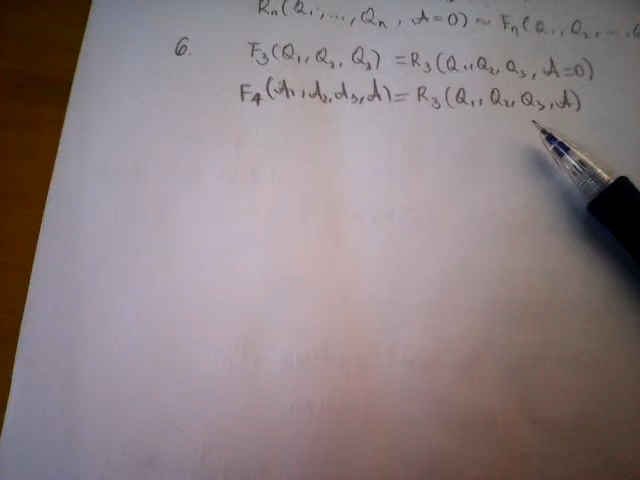 Rn(Q1, ..., Qn, A=0) ~ Fn(Q1, Q2, ...,
6. F3(Q1, Q2, Q3) = R3(Q1, Q2, Q3, A=0)
F4(A1, A2, A3, A) = R3(Q1, Q2, Q3, A)